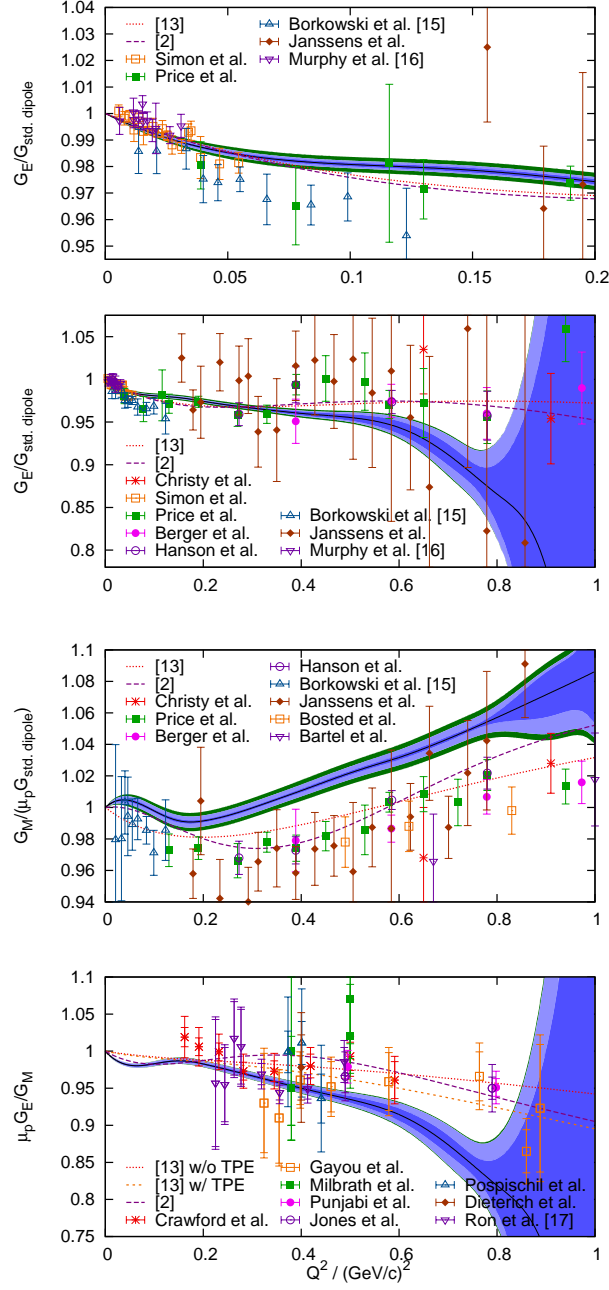 1.04
1.03
1.02
1.01
1
0.99
0.98
0.97
0.96
0.95
G_E/G_std. dipole
[13]
[2]
Simon et al.
Price et al.
Borkowski et al. [15]
Janssens et al.
Murphy et al. [16]
0 0.05 0.1 0.15 0.2
1.05
1
0.95
0.9
0.85
0.8
G_E/G_std. dipole
[13]
[2]
Christy et al.
Simon et al.
Price et al.
Berger et al.
Hanson et al.
Borkowski et al. [15]
Janssens et al.
Murphy et al. [16]
0 0.2 0.4 0.6 0.8 1
1.1
1.08
1.06
1.04
1.02
1
0.98
0.96
0.94
G_M/(μ_pG_std. dipole)
[13]
[2]
Christy et al.
Price et al.
Berger et al.
Hanson et al.
Borkowski et al. [15]
Janssens et al.
Bosted et al.
Bartel et al.
0 0.2 0.4 0.6 0.8 1
1.1
1.05
1
0.95
0.9
0.85
0.8
0.75
μ_pG_E/G_M
[13] w/o TPE
[13] w/ TPE
[2]
Crawford et al.
Gayou et al.
Milbrath et al.
Punjabi et al.
Jones et al.
Pospischil et al.
Dieterich et al.
Ron et al. [17]
0 0.2 0.4 0.6 0.8 1
Q² / (GeV/c)²